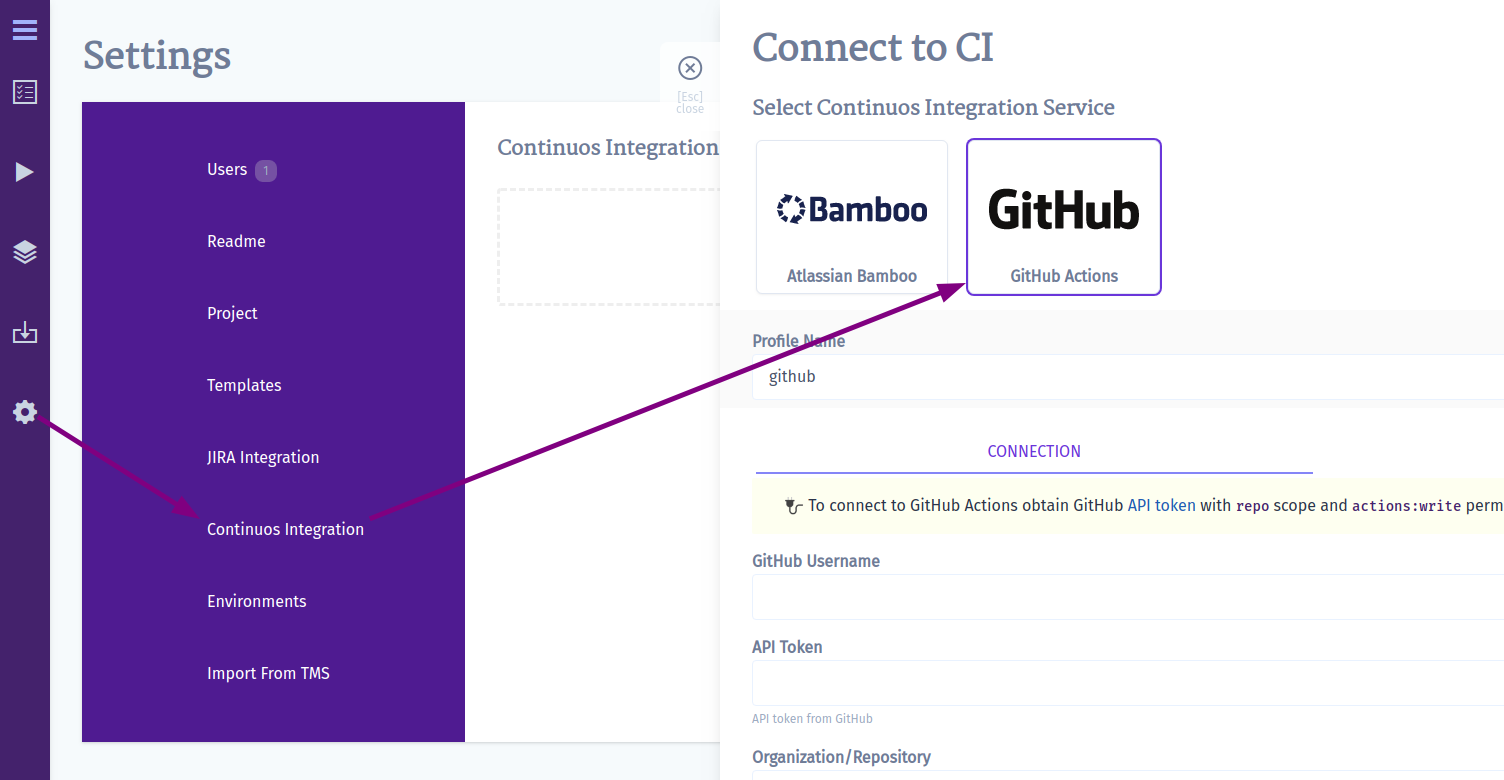 Settings
Users 1
Readme
Project
Templates
JIRA Integration
Continuos Integration
Environments
Import From TMS
Continuos Integration
[Esc]
close
Connect to CI
Select Continuos Integration Service
Bamboo
Atlassian Bamboo
GitHub
GitHub Actions
Profile Name
github
CONNECTION
To connect to GitHub Actions obtain GitHub API token with repo scope and actions:write perm
GitHub Username
API Token
API token from GitHub
Organization/Repository